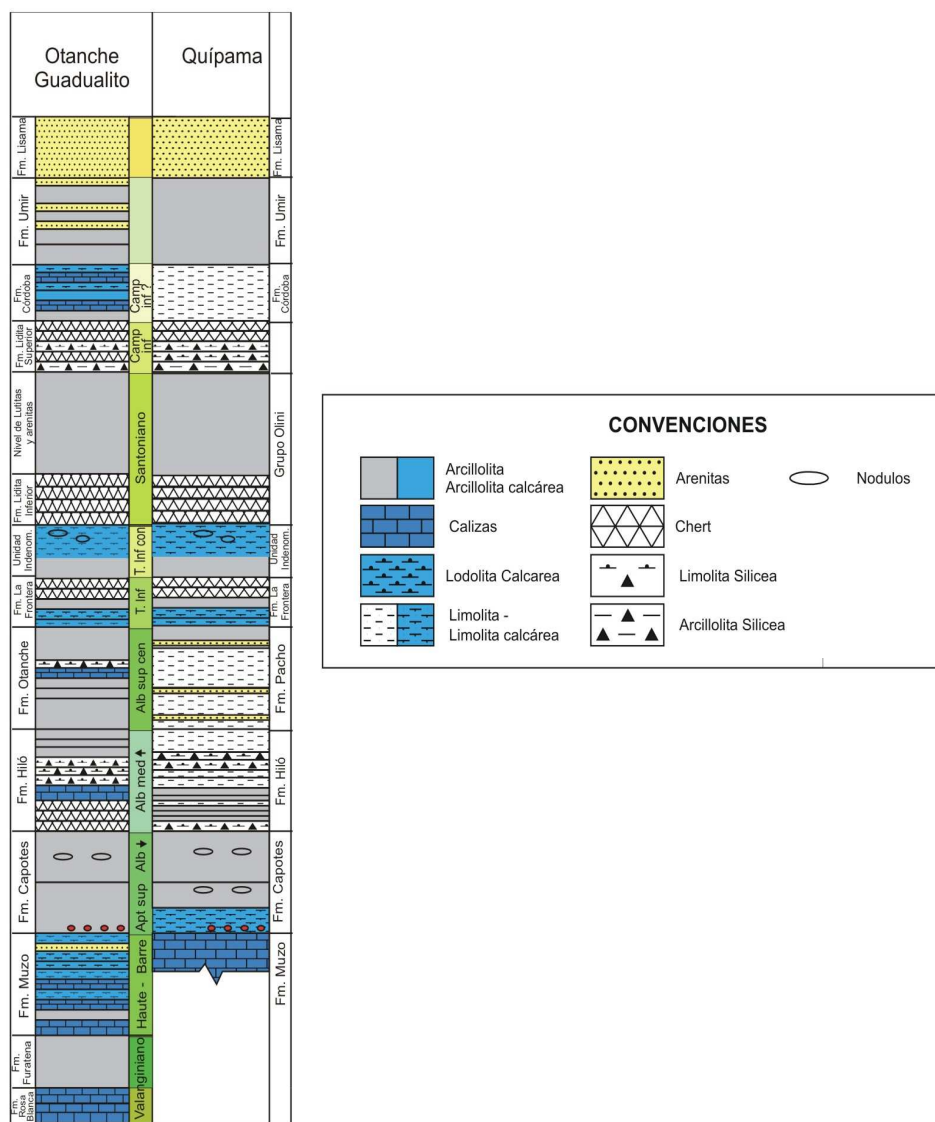 Otanche
Guadualito
Quípama
Fm. Lisama
Fm. Umir
Fm.
Córdoba
Fm. Lidita
Superior
Nivel de Lutitas
y arenitas
Fm. Lidita
Inferior
Unidad
Indenom.
Fm. La
Frontera
Fm. Otanche
Fm. Hiló
Fm. Capotes
Fm. Muzo
Fm.
Furatena
Fm.
Rosa
Blanca
Camp
inf ?
Camp
inf
Santoniano
T. Inf con
T. Inf
Alb sup cen
Alb med
Alb
Apt sup
Haute - Barre
Valanginiano
Fm. Lisama
Fm. Umir
Fm.
Córdoba
Grupo Olini
Unidad
Indenom.
Fm. La
Frontera
Fm. Pacho
Fm. Hiló
Fm. Capotes
Fm. Muzo
CONVENCIONES
Arcillolita
Arcillolita calcárea
Calizas
Lodolita Calcarea
Limolita -
Limolita calcárea
Arenitas
Chert
Limolita Silicea
Arcillolita Silicea
Nodulos